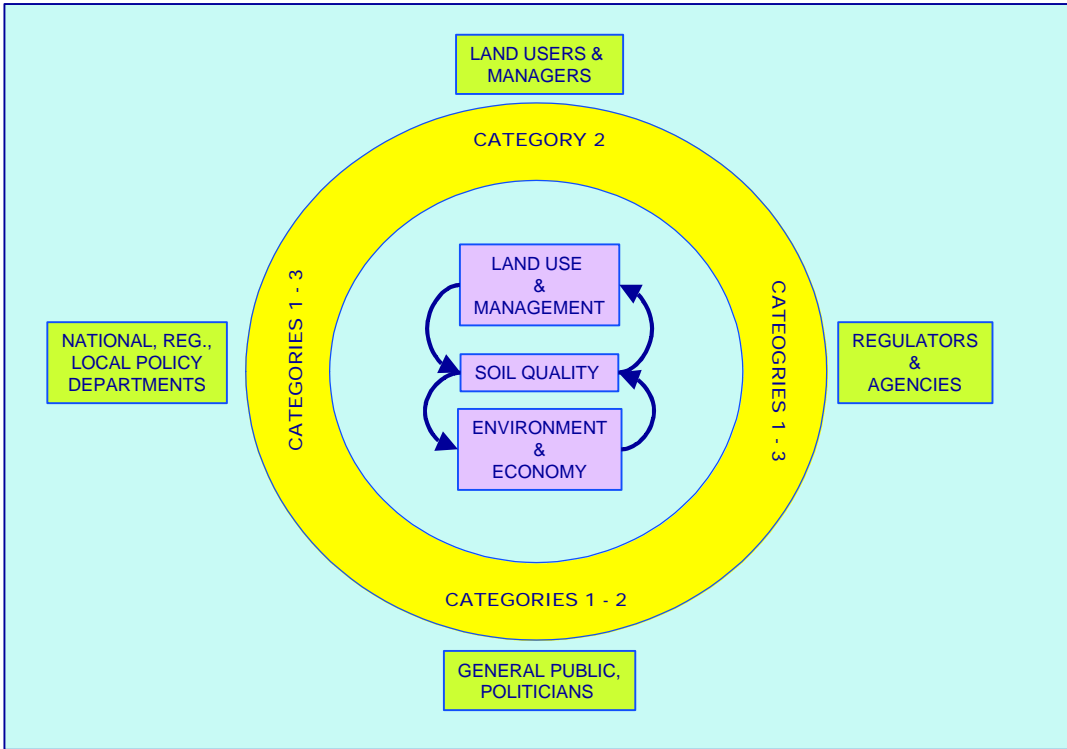 LAND USERS &
MANAGERS
CATEGORY 2
LAND USE
&
MANAGEMENT
CATEGORIES 1 - 3
CATEOGRIES 1 - 3
NATIONAL, REG.,
LOCAL POLICY
DEPARTMENTS
SOIL QUALITY
REGULATORS
&
AGENCIES
ENVIRONMENT
&
ECONOMY
CATEGORIES 1 - 2
GENERAL PUBLIC,
POLITICIANS